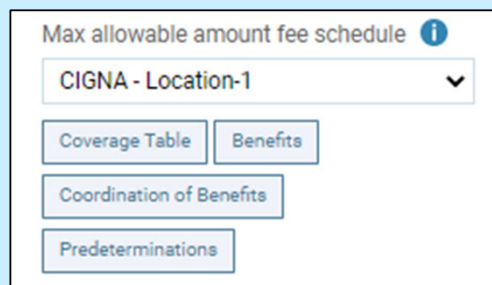 Max allowable amount fee schedule
CIGNA - Location-1
Coverage Table Benefits
Coordination of Benefits
Predeterminations